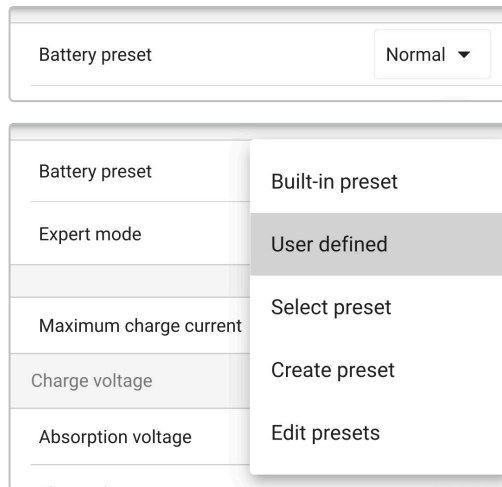 Battery preset Normal
Battery preset
Built-in preset
Expert mode
User defined
Select preset
Maximum charge current
Create preset
Charge voltage
Edit presets
Absorption voltage